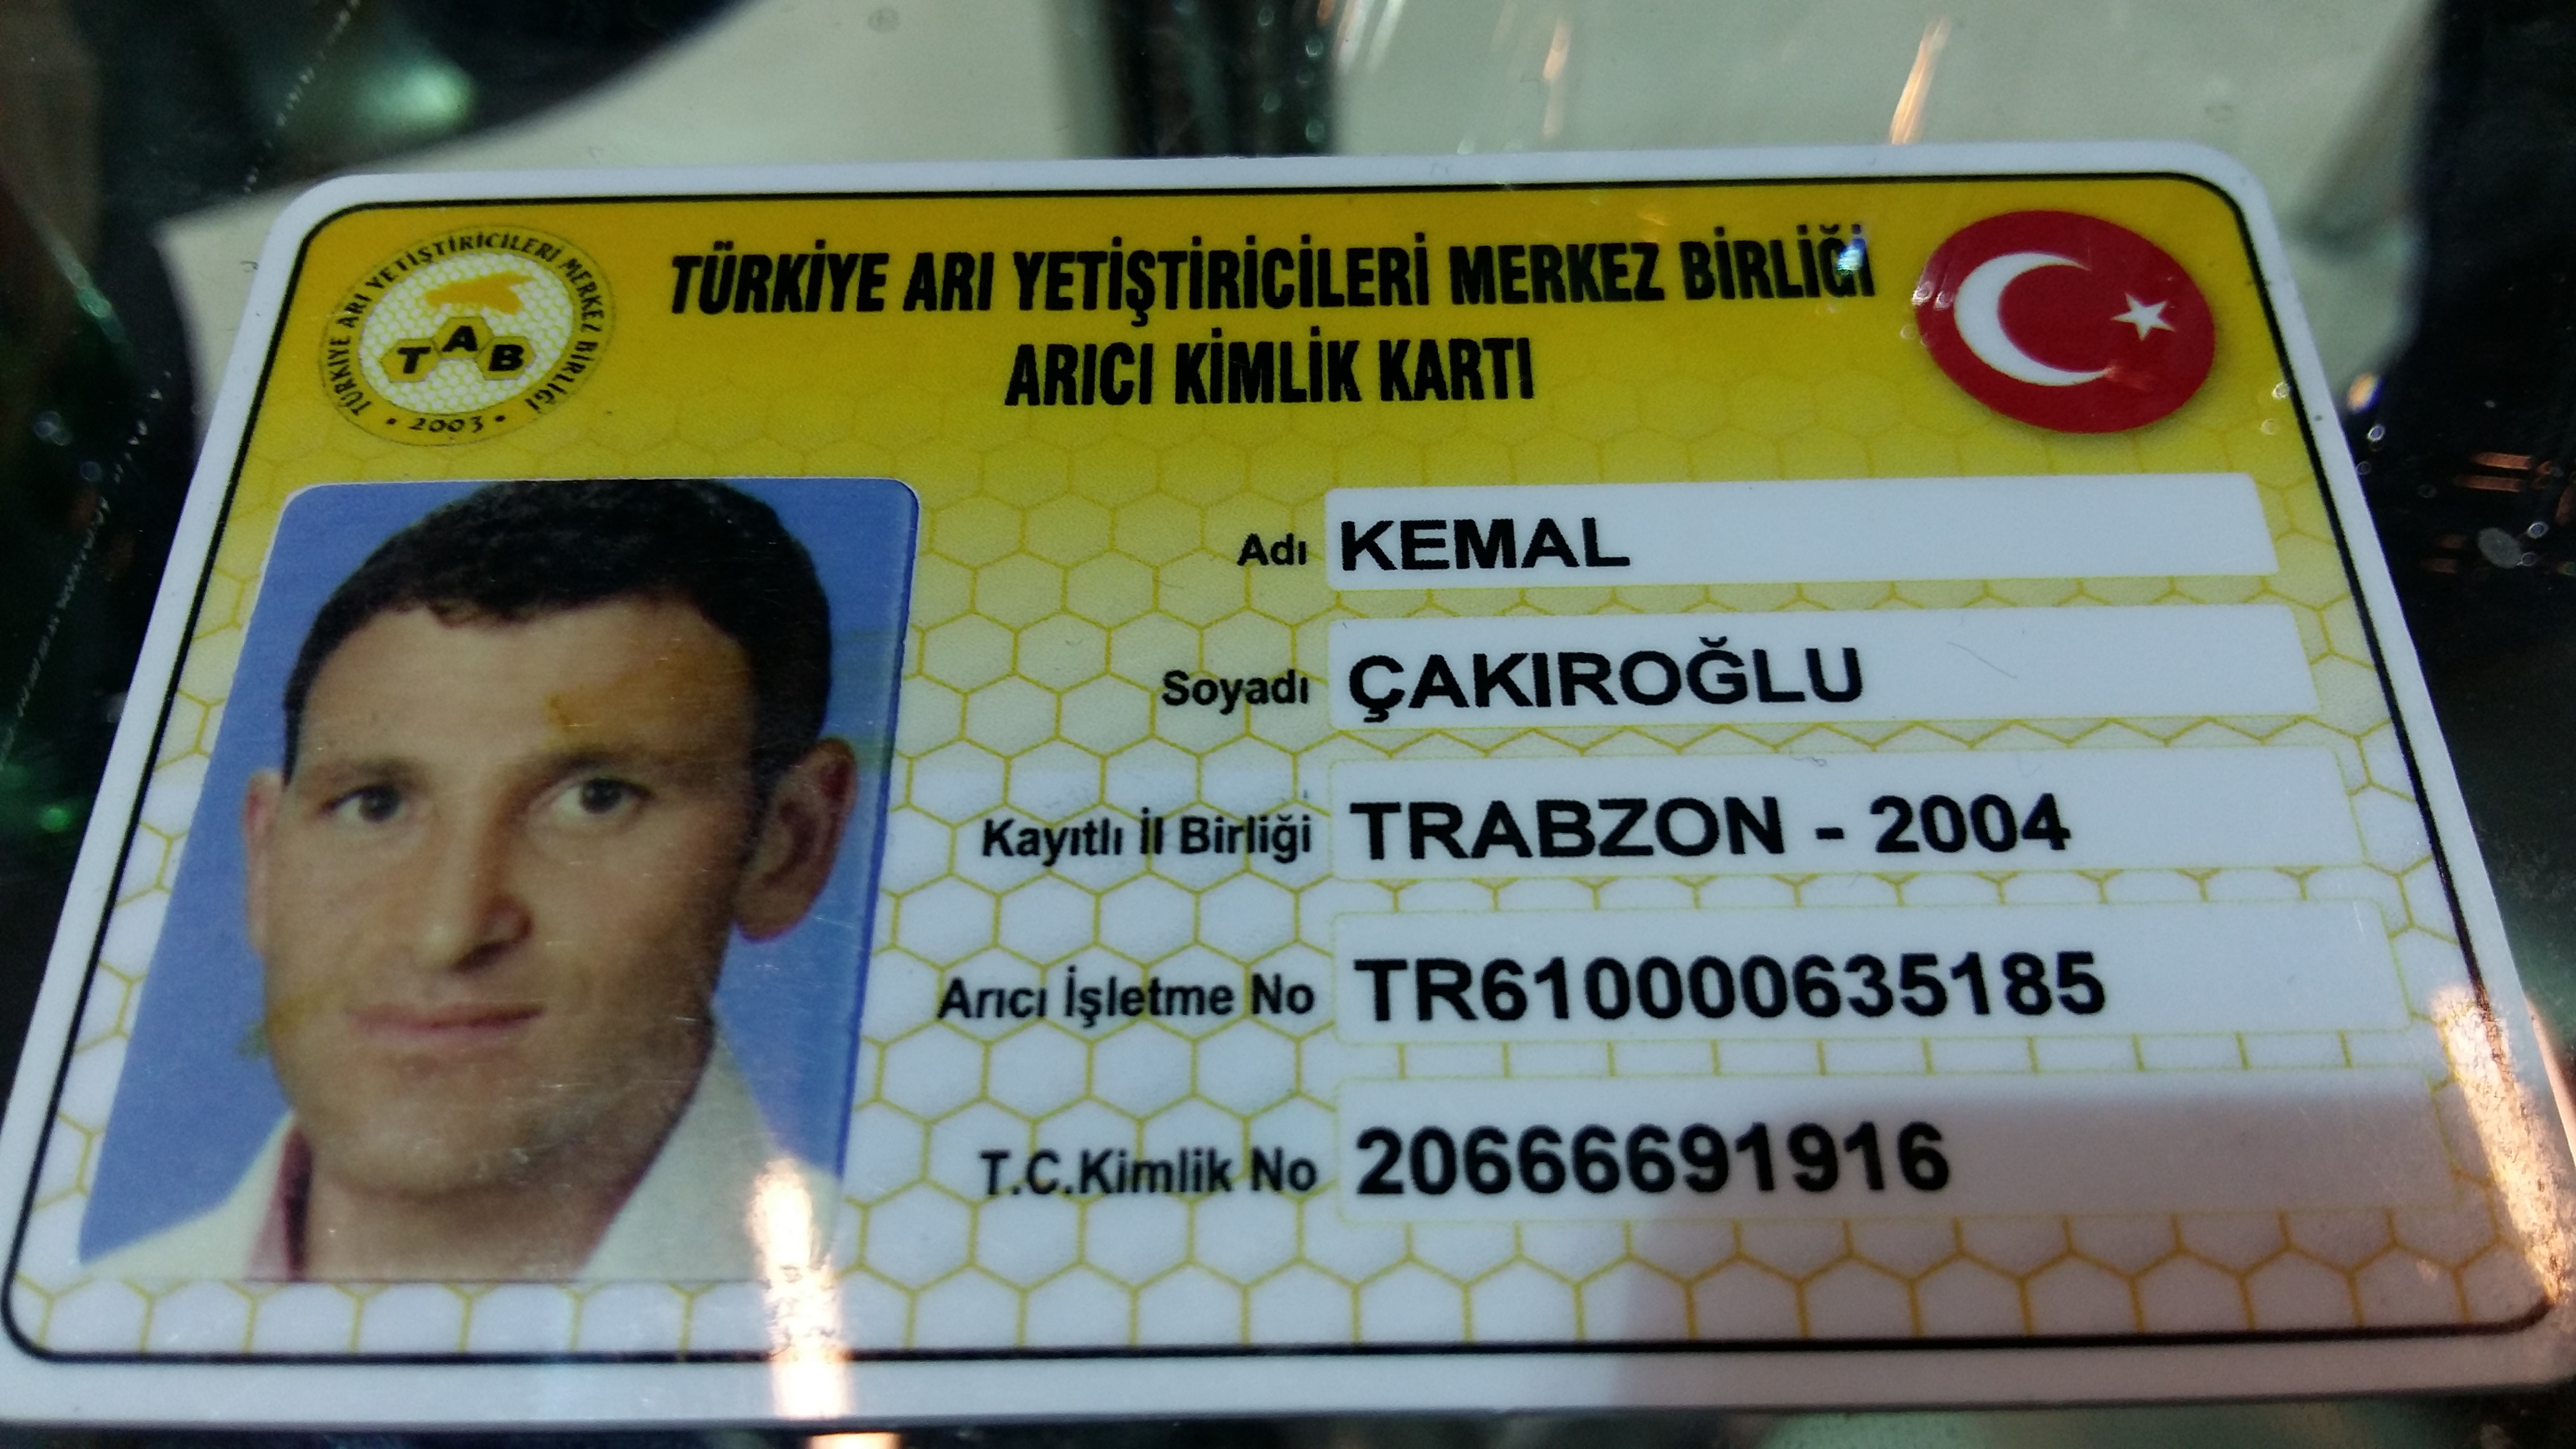 TÜRKİYE ARI YETİŞTİRİCİLERİ MERKEZ BİRLİĞİ
ARICI KİMLİK KARTI
TÜRKİYE ARI YETİŞTİRİCİLERİ MERKEZ BİRLİĞİ
TAB
• 2003 •
Adı KEMAL
Soyadı ÇAKIROĞLU
Kayıtlı İl Birliği TRABZON - 2004
Arıcı İşletme No TR610000635185
T.C.Kimlik No 20666691916